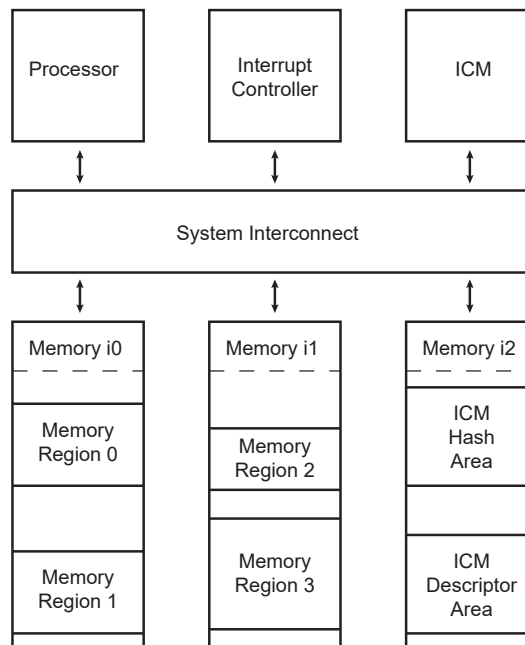 Processor
Interrupt
Controller
ICM
System Interconnect
Memory i0
Memory i1
Memory i2
Memory
Region 0
Memory
Region 2
ICM
Hash
Area
Memory
Region 1
Memory
Region 3
ICM
Descriptor
Area